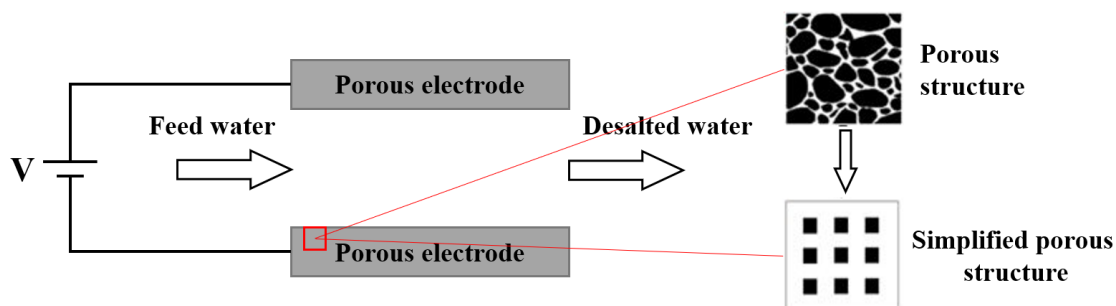 Porous electrode
Porous
structure
Feed water
Desalted water
V
Porous electrode
Simplified porous
structure